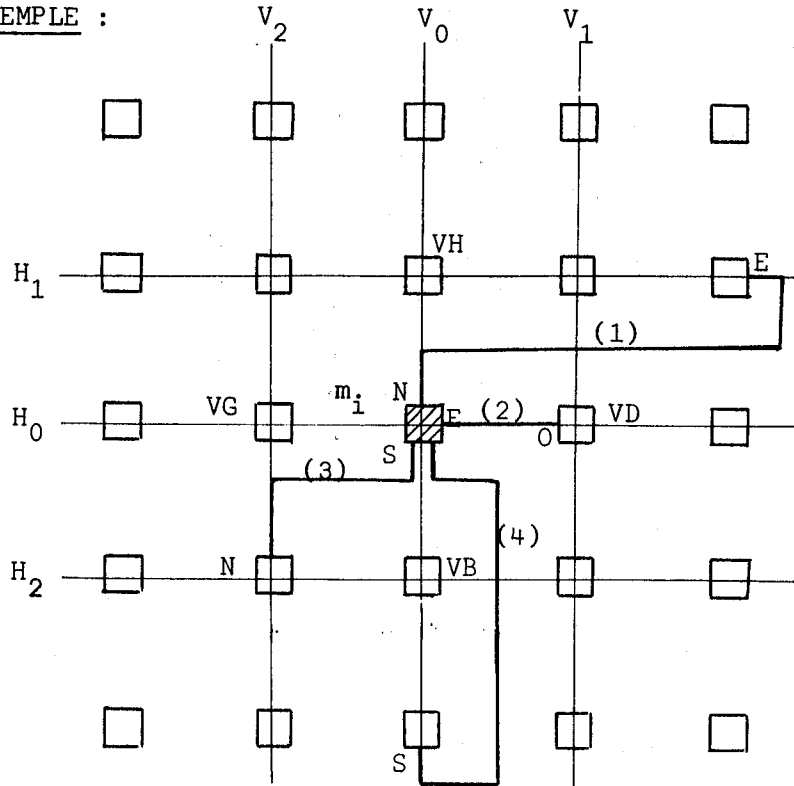 EMPLE :
V2 V0 V1
VH E
H1
(1)
VG mi N
H0 E (2) O VD
S
(3)
(4)
H2 N VB
S